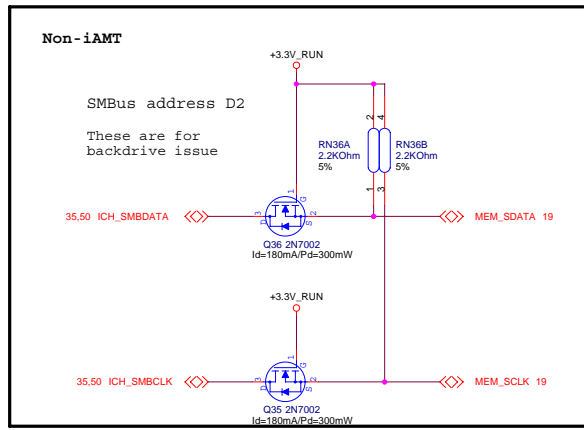 Non-iAMT
+3.3V_RUN
SMBus address D2
These are for
backdrive issue
2 4
RN36A RN36B
2.2KOhm 2.2KOhm
5% 5%
1 3
1
G
35,50 ICH_SMBDATA 3 2 MEM_SDATA 19
D S
Q36 2N7002
Id=180mA/Pd=300mW
+3.3V_RUN
1
G
35,50 ICH_SMBCLK 3 2 MEM_SCLK 19
D S
Q35 2N7002
Id=180mA/Pd=300mW